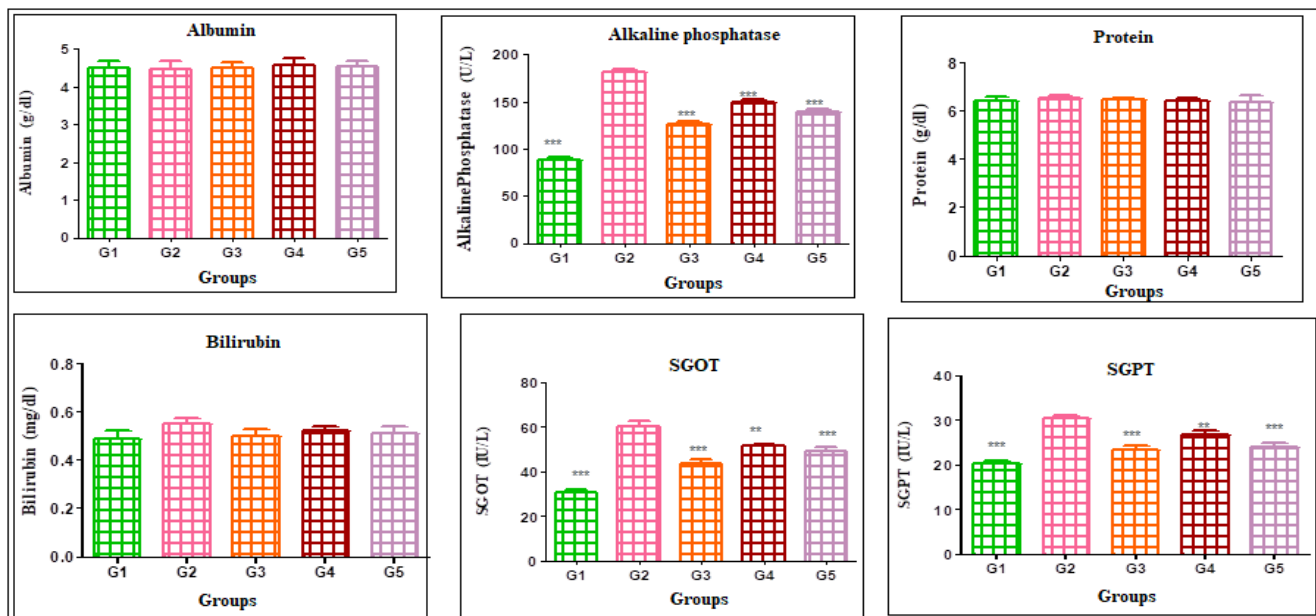 Albumin
Albumin (g/dl)
5
4
3
2
1
0
G1 G2 G3 G4 G5
Groups
Alkaline phosphatase
AlkalinePhosphatase (U/L)
200
150
100
50
0
*** *** *** ***
G1 G2 G3 G4 G5
Groups
Protein
Protein (g/dl)
8
6
4
2
0
G1 G2 G3 G4 G5
Groups
Bilirubin
Bilirubin (mg/dl)
0.8
0.6
0.4
0.2
0.0
G1 G2 G3 G4 G5
Groups
SGOT
SGOT (IU/L)
80
60
40
20
0
*** *** ** ***
G1 G2 G3 G4 G5
Groups
SGPT
SGPT (IU/L)
40
30
20
10
0
*** *** ** ***
G1 G2 G3 G4 G5
Groups